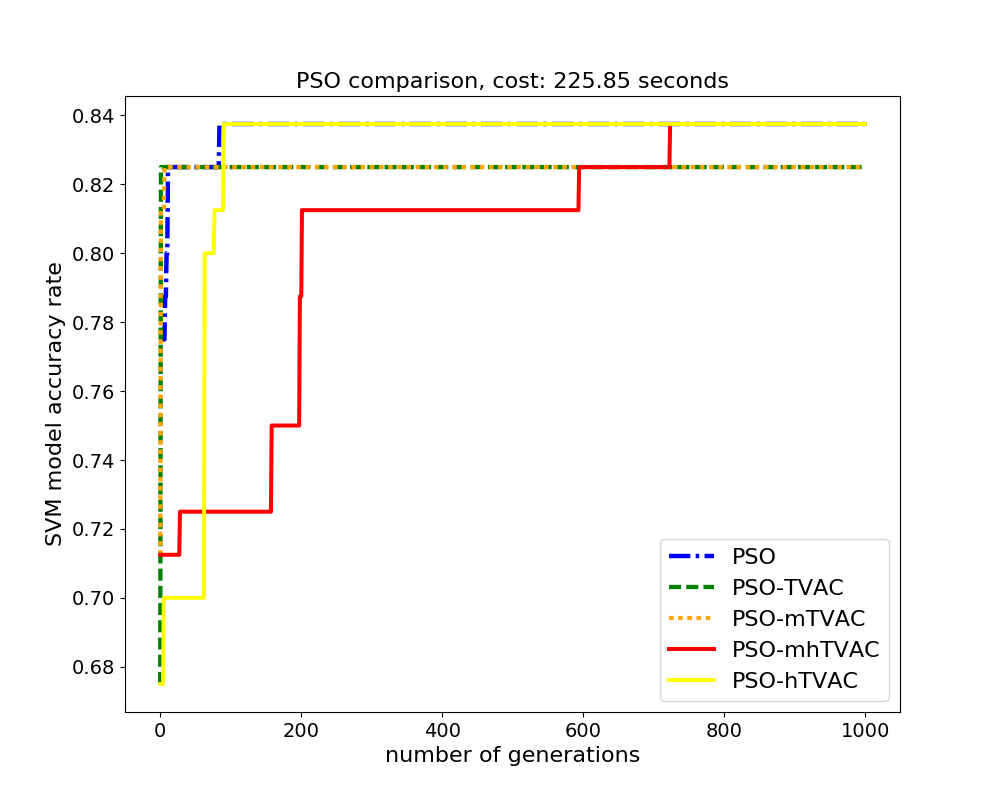 PSO comparison, cost: 225.85 seconds
SVM model accuracy rate
0.84
0.82
0.80
0.78
0.76
0.74
0.72
0.70
0.68
0 200 400 600 800 1000
number of generations
PSO
PSO-TVAC
PSO-mTVAC
PSO-mhTVAC
PSO-hTVAC